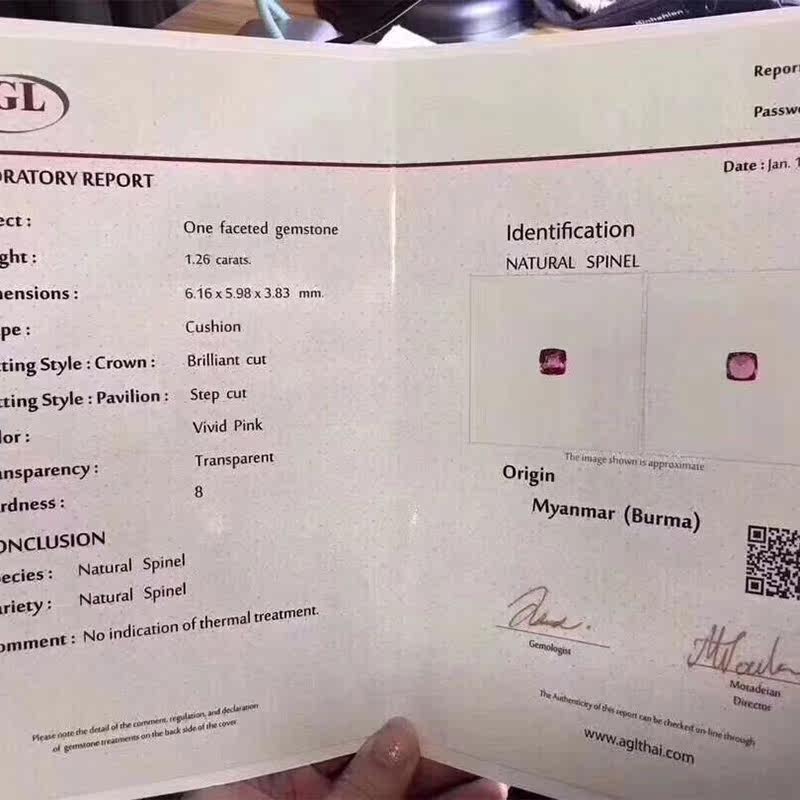 GL
Repor
Passwo
Date : Jan. 1
ORATORY REPORT
ect :
One faceted gemstone
ght :
1.26 carats.
ensions :
6.16 x 5.98 x 3.83 mm.
pe :
Cushion
ting Style : Crown :
Brilliant cut
tting Style : Pavilion :
Step cut
lor :
Vivid Pink
ansparency :
Transparent
rdness :
8
ONCLUSION
ecies :
Natural Spinel
ariety :
Natural Spinel
omment : No indication of thermal treatment.
Please note the detail of the comment, regulation, and declaration
of gemstone treatments on the back side of the cover.
Identification
NATURAL SPINEL
The image shown is approximate
Origin
Myanmar (Burma)
Gemologist
Motadeian
Director
The Authenticity of this report can be checked on-line through
www.aglthai.com